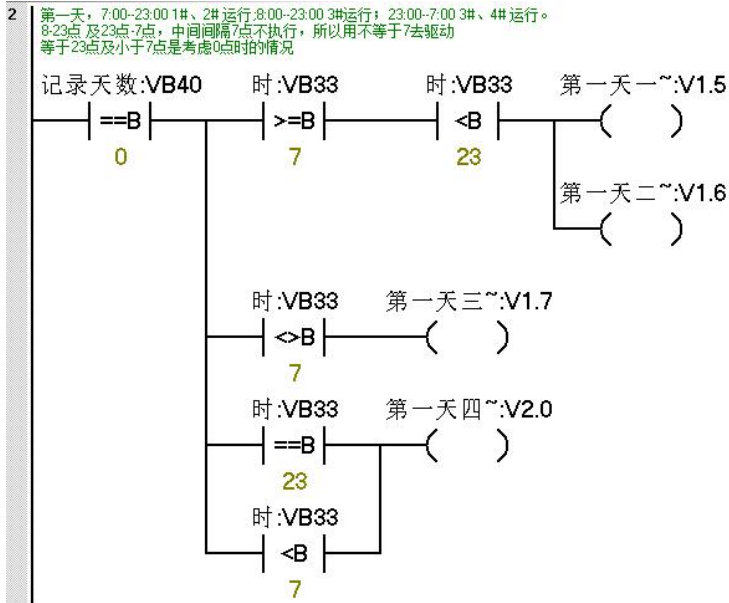 2
第一天，7:00--23:00 1#、2# 运行;8:00--23:00 3#运行；23:00--7:00 3#、4# 运行。
8-23点 及23点-7点，中间间隔7点不执行，所以用不等于7去驱动
等于23点及小于7点是考虑0点时的情况
记录天数:VB40 时:VB33 时:VB33 第一天一~:V1.5
==B >=B <B ( )
0 7 23
第一天二~:V1.6
( )
时:VB33 第一天三~:V1.7
<>B ( )
7
时:VB33 第一天四~:V2.0
==B ( )
23
时:VB33
<B
7